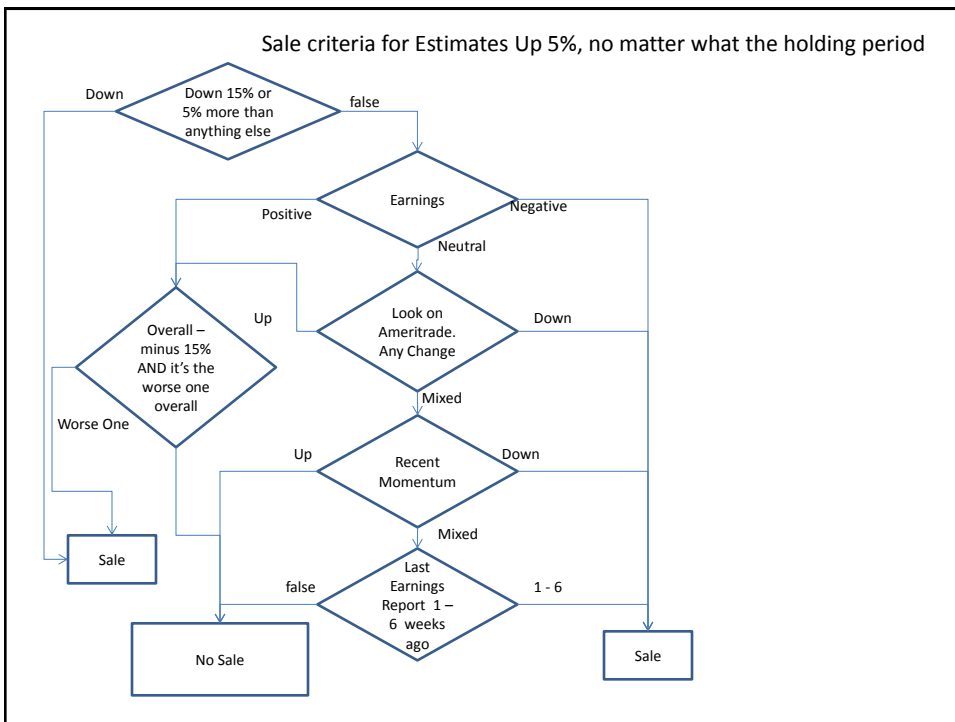 Sale criteria for Estimates Up 5%, no matter what the holding period
Down
Down 15% or
5% more than
anything else
false
Earnings
Positive
Negative
Neutral
Look on
Ameritrade.
Any Change
Up
Down
Overall –
minus 15%
AND it's the
worse one
overall
Mixed
Worse One
Up
Recent
Momentum
Down
Mixed
Sale
false
Last
Earnings
Report 1 –
6 weeks
ago
1 - 6
No Sale
Sale